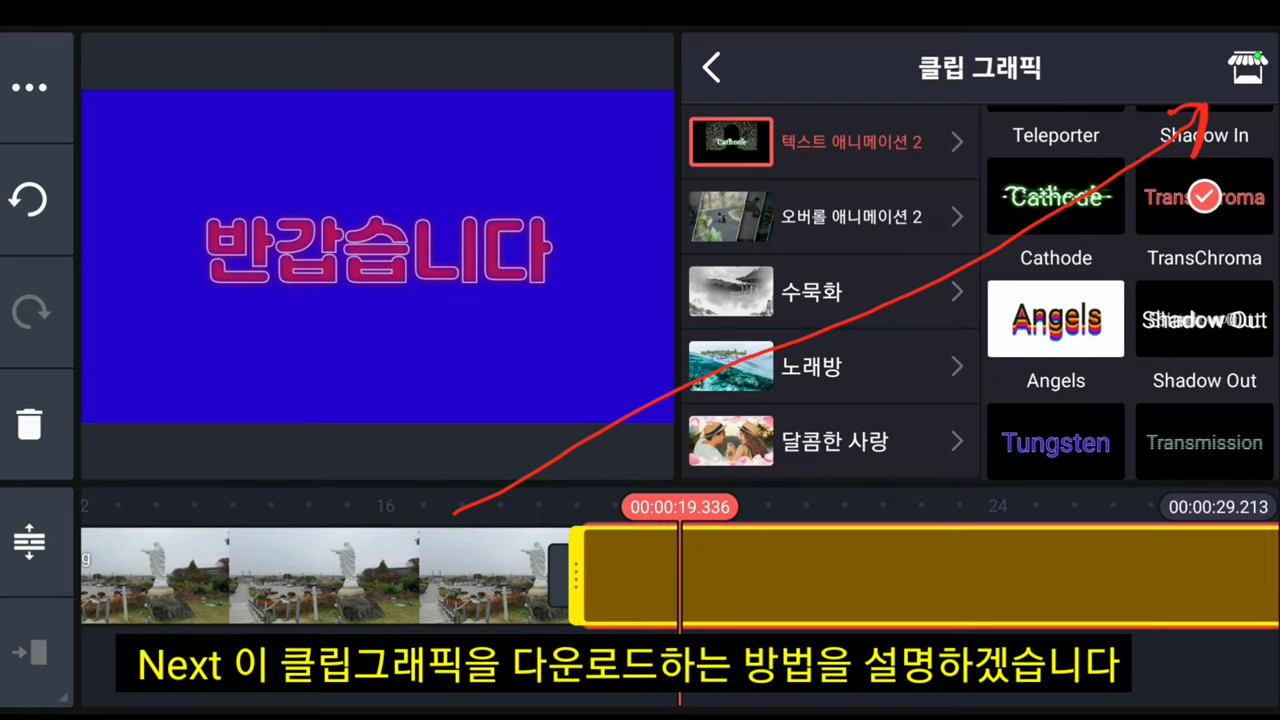 클립 그래픽
Cathode
텍스트 애니메이션 2
오버롤 애니메이션 2
수묵화
노래방
달콤한 사랑
Teleporter
Shadow In
Cathode
Cathode
TransChroma
Angels
Shadow Out
Angels
Shadow Out
Tungsten
Transmission
반갑습니다
2
16
00:00:19.336
24
00:00:29.213
g
Next 이 클립그래픽을 다운로드하는 방법을 설명하겠습니다